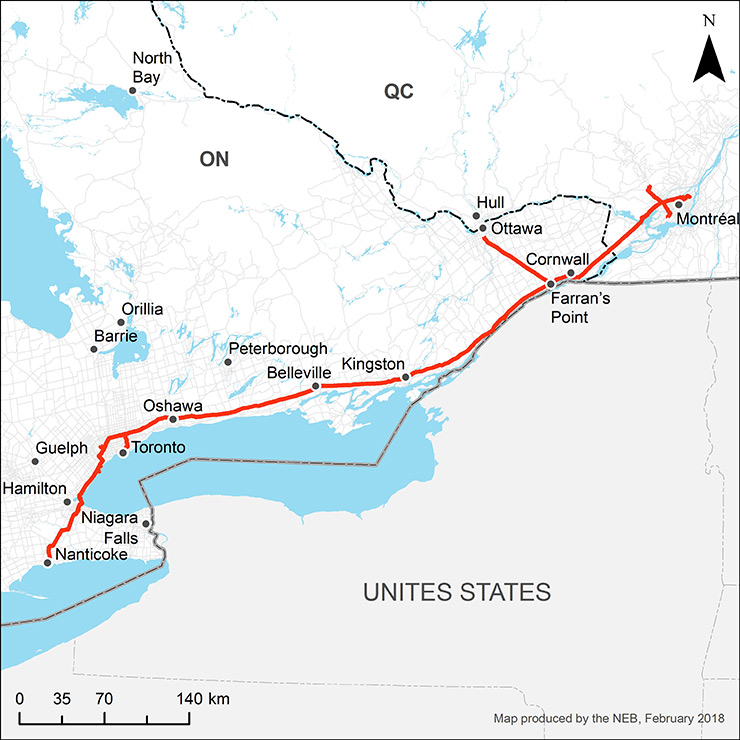 N
North
Bay
QC
ON
Hull
Ottawa
Montréal
Cornwall
Farran's
Point
Orillia
Barrie
Peterborough
Kingston
Belleville
Oshawa
Guelph
Toronto
Hamilton
Niagara
Falls
Nanticoke
UNITES STATES
0 35 70 140 km
Map produced by the NEB, February 2018